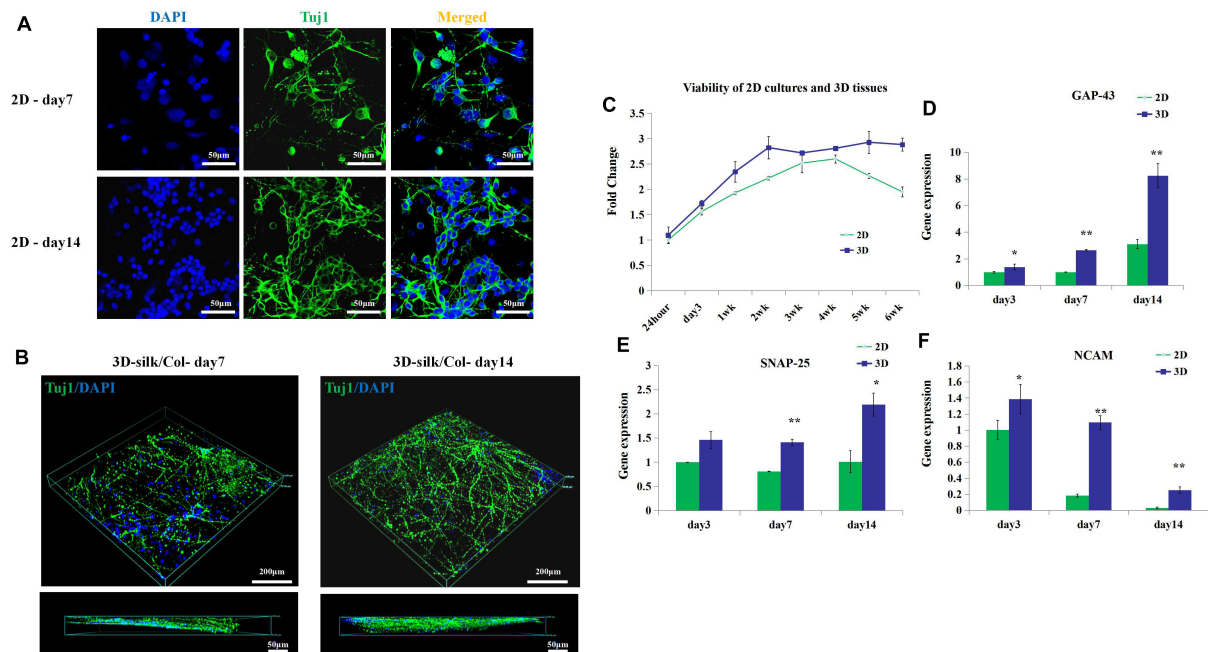 A
DAPI
Tuj1
Merged
2D - day7
50μm
50μm
50μm
2D - day14
50μm
50μm
50μm
B
3D-silk/Col- day7
3D-silk/Col- day14
Tuj1/DAPI
Tuj1/DAPI
200μm
200μm
50μm
50μm
C
Viability of 2D cultures and 3D tissues
Fold Change
3.5
3
2.5
2
1.5
1
0.5
0
2D
3D
24hour
day3
1wk
2wk
3wk
4wk
5wk
6wk
D
GAP-43
2D
3D
Gene expression
10
8
6
4
2
0
*
**
**
day3
day7
day14
E
SNAP-25
2D
3D
Gene expression
3
2.5
2
1.5
1
0.5
0
**
*
day3
day7
day14
F
NCAM
2D
3D
Gene expression
1.8
1.6
1.4
1.2
1
0.8
0.6
0.4
0.2
0
*
**
**
day3
day7
day14